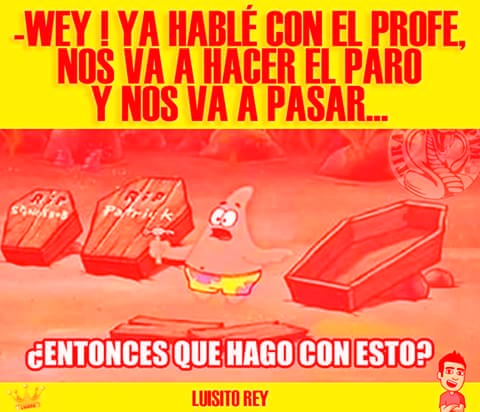 -WEY ! YA HABLÉ CON EL PROFE,
NOS VA A HACER EL PARO
Y NOS VA A PASAR...
R.I.P
R.I.P
Patrick
¿ENTONCES QUE HAGO CON ESTO?
LUISITO REY